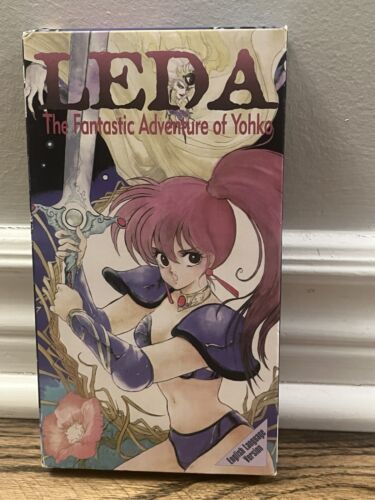 LEDA
The Fantastic Adventure of Yohko
English Language
Version